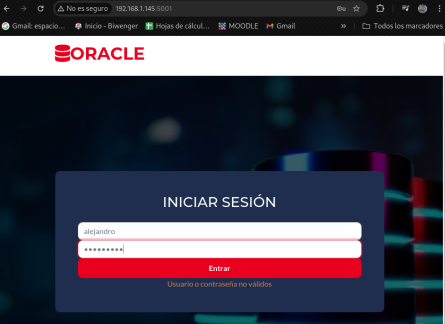 No es seguro 192.168.1.145:5001
Gmail: espacio... Inicio - Biwenger Hojas de cálcul... MOODLE Gmail » Todos los marcadores
ORACLE
INICIAR SESIÓN
alejandro
•••••••••
Entrar
Usuario o contraseña no válidos